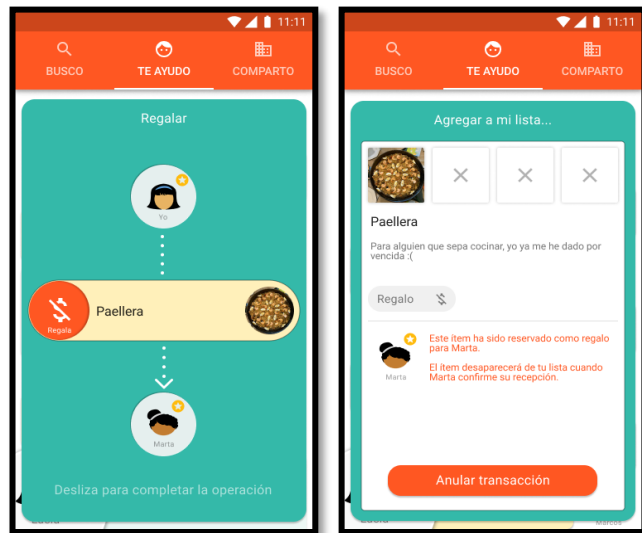 11:11
BUSCO
TE AYUDO
COMPARTO
Regalar
Yo
Regala
Paellera
Marta
Desliza para completar la operación
11:11
BUSCO
TE AYUDO
COMPARTO
Agregar a mi lista...
Paellera
Para alguien que sepa cocinar, yo ya me he dado por
vencida :(
Regalo
Este ítem ha sido reservado como regalo
para Marta.
El ítem desaparecerá de tu lista cuando
Marta confirme su recepción.
Marta
Anular transacción
Marcos